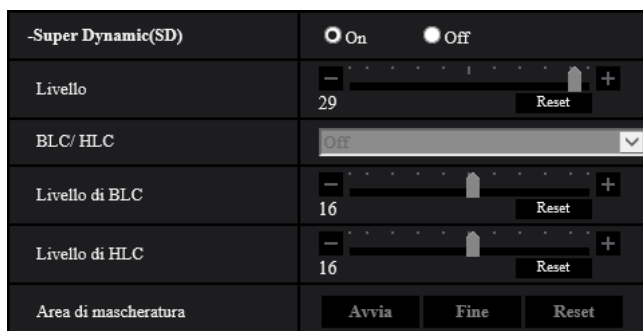 -Super Dynamic(SD) On Off
Livello 29 Reset
BLC/ HLC Off
Livello di BLC 16 Reset
Livello di HLC 16 Reset
Area di mascheratura Avvia Fine Reset